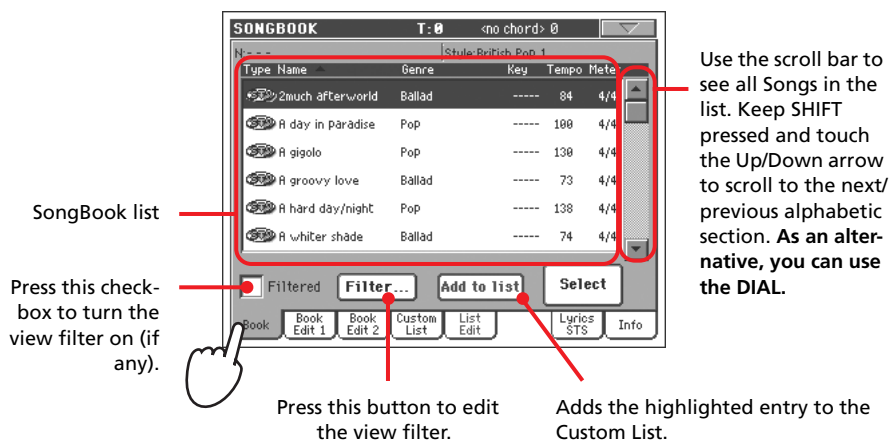 SONGBOOK T:0 <no chord> 0
N:- - - Style:British Pop 1
Type Name Genre Key Tempo Meter
2much afterworld Ballad ----- 84 4/4
A day in paradise Pop ----- 100 4/4
A gigolo Pop ----- 130 4/4
A groovy love Ballad ----- 73 4/4
A hard day/night Pop ----- 138 4/4
A whiter shade Ballad ----- 74 4/4
Filtered Filter... Add to list Select
Book Book Edit 1 Book Edit 2 Custom List List Edit Lyrics STS Info
Use the scroll bar to
see all Songs in the
list. Keep SHIFT
pressed and touch
the Up/Down arrow
to scroll to the next/
previous alphabetic
section. As an alter-
native, you can use
the DIAL.
SongBook list
Press this check-
box to turn the
view filter on (if
any).
Press this button to edit
the view filter.
Adds the highlighted entry to the
Custom List.